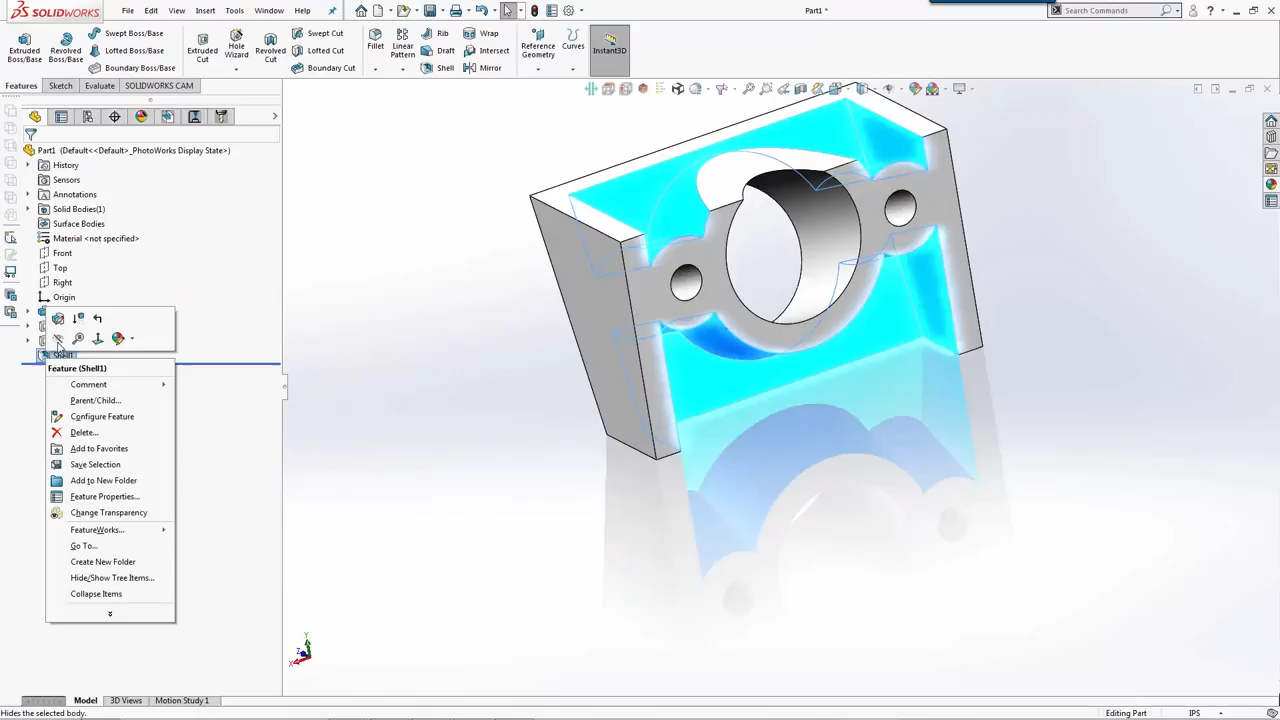 SOLIDWORKS File Edit View Insert Tools Window Help Part1 * Search Commands
Extruded Boss/Base Revolved Boss/Base Swept Boss/Base Lofted Boss/Base Boundary Boss/Base Extruded Cut Hole Wizard Revolved Cut Swept Cut Lofted Cut Boundary Cut Fillet Linear Pattern Rib Draft Shell Wrap Intersect Mirror Reference Geometry Curves Instant3D
Features Sketch Evaluate SOLIDWORKS CAM
Part1 (Default<<Default>_PhotoWorks Display State>)
History
Sensors
Annotations
Solid Bodies(1)
Surface Bodies
Material <not specified>
Front
Top
Right
Origin
Shell1
Feature (Shell1)
Comment
Parent/Child...
Configure Feature
Delete...
Add to Favorites
Save Selection
Add to New Folder
Feature Properties...
Change Transparency
FeatureWorks...
Go To...
Create New Folder
Hide/Show Tree Items...
Collapse Items
Y
Z
X
Model 3D Views Motion Study 1
Hides the selected body. Editing Part IPS